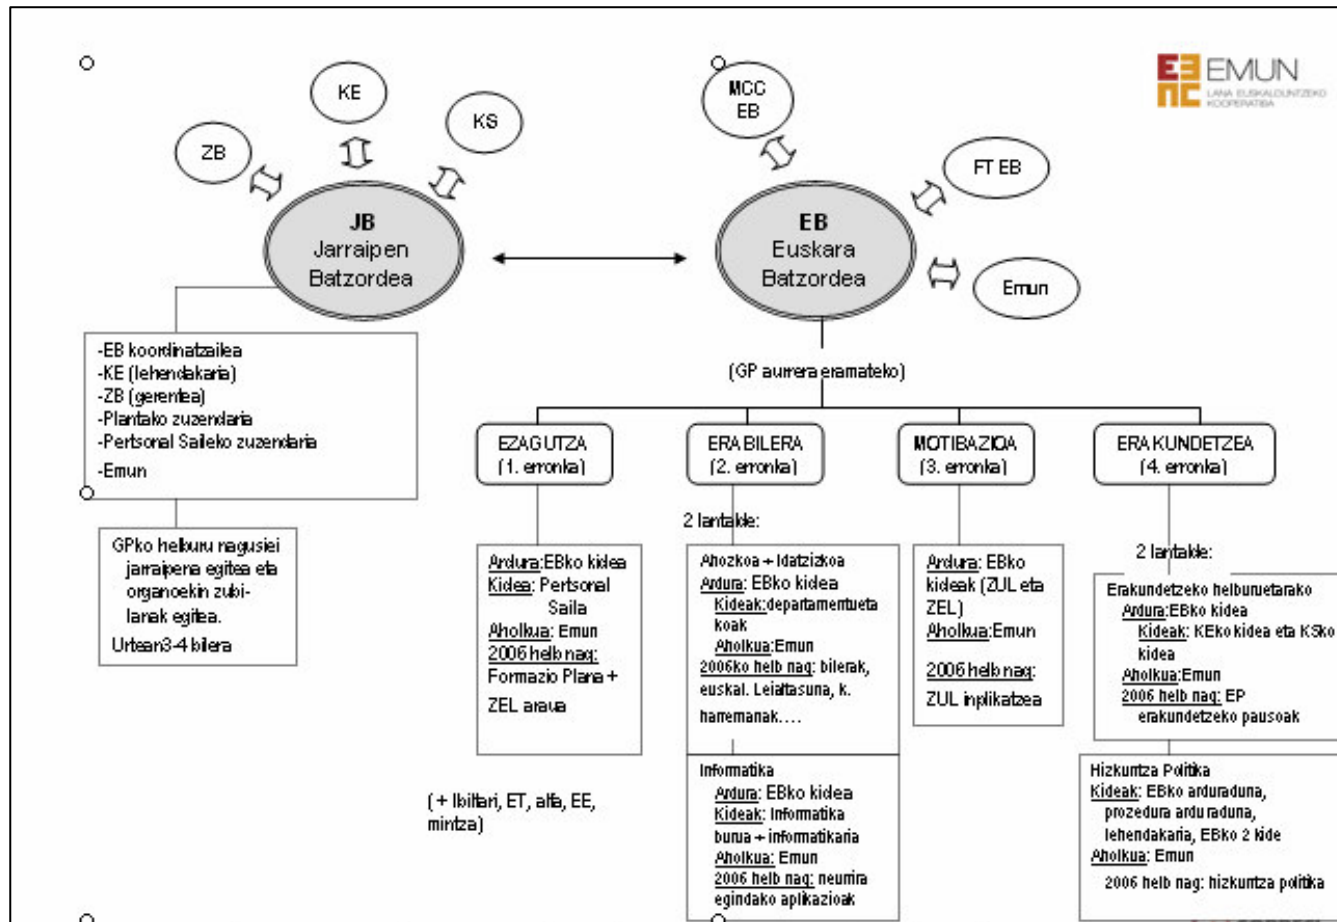 EMUN
LANA EUSKALDUNTZEKO
KOOPERATIBA
ZB
KE
KS
MCC
EB
FT EB
Emun
JB
Jarraipen
Batzordea
EB
Euskara
Batzordea
-EB koordinatzailea
-KE (lehendakaria)
-ZB (gerentea)
-Plantako zuzendaria
-Pertsonal Saileko zuzendaria
-Emun
GPko helburu nagusiei
jarraipena egitea eta
organoekin zubi-
lanak egitea.
Urtean3-4 bilera
(GP aurrera eramateko)
EZAGUTZA
(1. erronka)
ERABILERA
(2. erronka)
MOTIBAZIOA
(3. erronka)
ERAKUNDETZEA
(4. erronka)
Ardura:EBko kidea
Kidea: Pertsonal
Saila
Aholkua: Emun
2006 helb nag:
Formazio Plana +
ZEL araua
(+ Ibiltari, ET, alfa, EE,
mintza)
2 lantalde:
Ahozkoa + Idatzizkoa
Ardura: EBko kidea
Kideak:departamentueta
koak
Aholkua:Emun
2006ko helb nag: bilerak,
euskal. Leialtasuna, k.
harremanak....
Informatika
Ardura: EBko kidea
Kideak: Informatika
burua + informatikaria
Aholkua: Emun
2006 helb nag: neurrira
egindako aplikazioak
Ardura: EBko
kideak (ZUL eta
ZEL)
Aholkua:Emun
2006 helb nag:
ZUL inplikatzea
2 lantalde:
Erakundetzeko helburuetarako
Ardura:EBko kidea
Kideak: KEko kidea eta KSko
kidea
Aholkua:Emun
2006 helb nag: EP
erakundetzeko pausoak
Hizkuntza Politika
Kideak: EBko arduraduna,
prozedura arduraduna,
lehendakaria, EBko 2 kide
Aholkua: Emun
2006 helb nag: hizkuntza politika